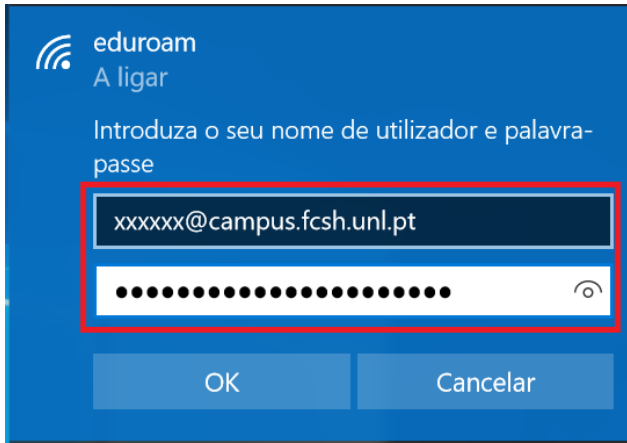 eduroam
A ligar
Introduza o seu nome de utilizador e palavra-
passe
xxxxxx@campus.fcsh.unl.pt
●●●●●●●●●●●●●●●●●●●●●●
OK
Cancelar